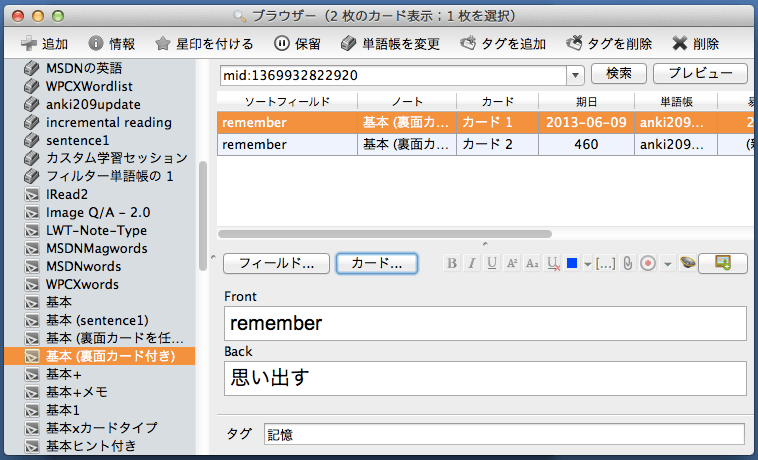 ブラウザー（2 枚のカード表示；1 枚を選択）
追加 情報 星印を付ける 保留 単語帳を変更 タグを追加 タグを削除 削除
MSDNの英語
WPCXWordlist
anki209update
incremental reading
sentence1
カスタム学習セッション
フィルター単語帳の 1
IRead2
Image Q/A – 2.0
LWT-Note-Type
MSDNMagwords
MSDNwords
WPCXwords
基本
基本 (sentence1)
基本 (裏面カードを任…
基本 (裏面カード付き)
基本+
基本+メモ
基本1
基本xカードタイプ
基本ヒント付き
mid:1369932822920 検索 プレビュー
ソートフィールド ノート カード 期日 単語帳
remember 基本 (裏面カ… カード 1 2013-06-09 anki209… 2
remember 基本 (裏面カ… カード 2 460 anki209…
フィールド… カード… B I U A² A₂ U […]
Front
remember
Back
思い出す
タグ 記憶